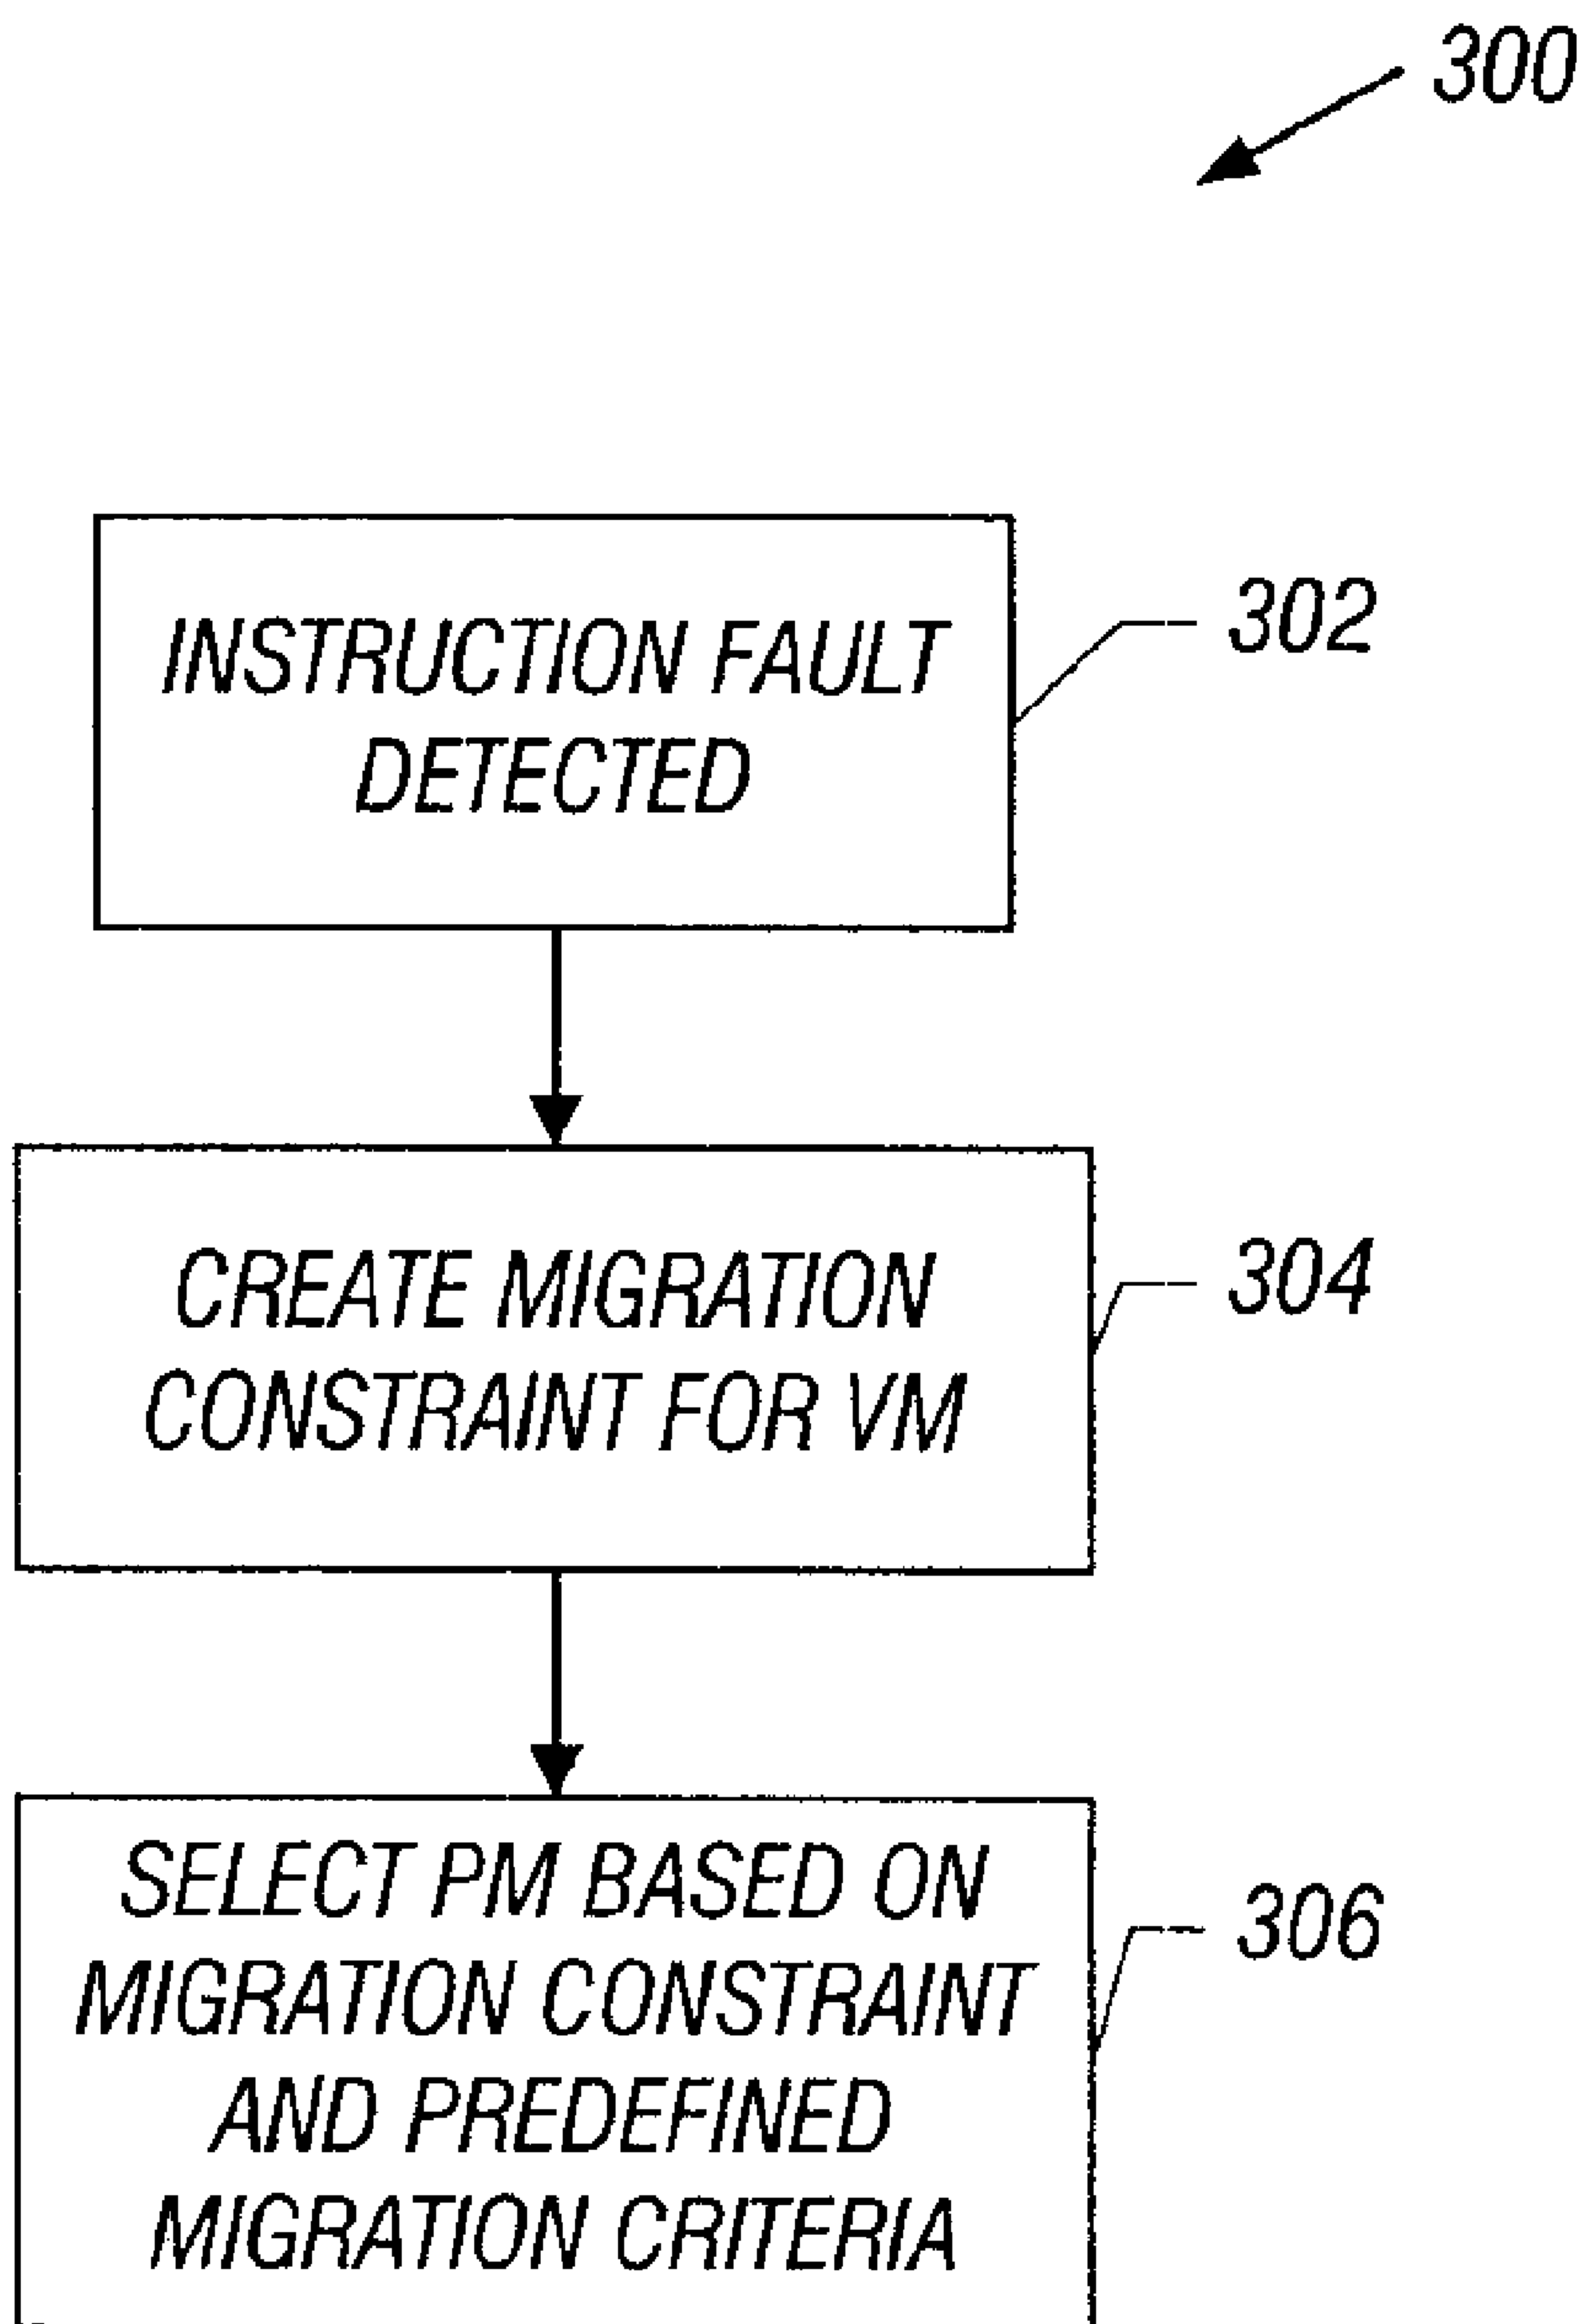 300
INSTRUCTION FAULT
DETECTED
302
CREATE MIGRATION
CONSTRAINT FOR VM
304
SELECT PM BASED ON
MIGRATION CONSTRAINT
AND PREDEFINED
MIGRATION CRITERIA
306